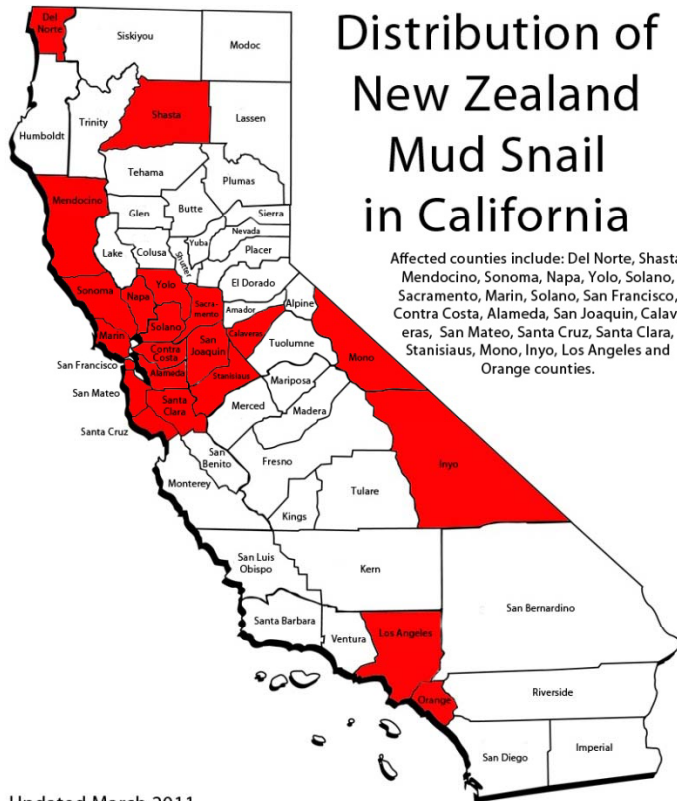 Distribution of
New Zealand
Mud Snail
in California
Affected counties include: Del Norte, Shasta
Mendocino, Sonoma, Napa, Yolo, Solano,
Sacramento, Marin, Solano, San Francisco,
Contra Costa, Alameda, San Joaquin, Calav-
eras, San Mateo, Santa Cruz, Santa Clara,
Stanisiaus, Mono, Inyo, Los Angeles and
Orange counties.
Del
Norte
Siskiyou
Modoc
Humboldt
Trinity
Shasta
Lassen
Tehama
Plumas
Mendocino
Glen
Butte
Sierra
Lake
Colusa
Shutter
Yuba
Nevada
Placer
Sonoma
Napa
Yolo
El Dorado
Sacra-
mento
Amador
Alpine
Solano
Calaveras
Marin
Contra
Costa
San
Joaquin
Tuolumne
Mono
San Francisco
Alameda
Stanisiaus
San Mateo
Mariposa
Santa
Clara
Merced
Madera
Santa Cruz
San
Benito
Fresno
Inyo
Monterey
Tulare
Kings
San Luis
Obispo
Kern
San Bernardino
Santa Barbara
Ventura
Los Angeles
Orange
Riverside
San Diego
Imperial
Updated March 2011